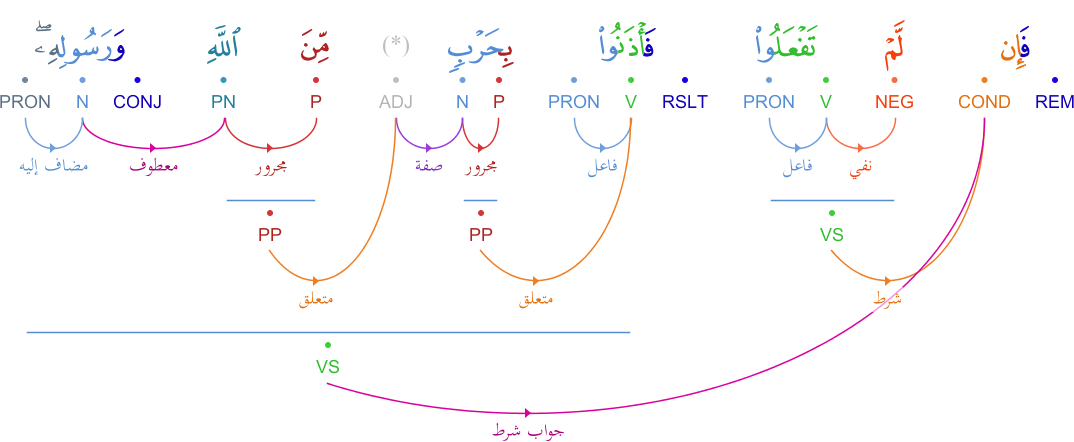 فَإِن لَّمْ تَفْعَلُوا۟ فَأْذَنُوا۟ بِحَرْبٍۢ (*) مِّنَ ٱللَّهِ وَرَسُولِهِۦ ۖ
REM COND NEG V PRON RSLT V PRON P N ADJ P PN CONJ N PRON
نفي فاعل فاعل مجرور صفة مجرور معطوف مضاف إليه
VS PP PP
شرط متعلق متعلق
VS
جواب شرط